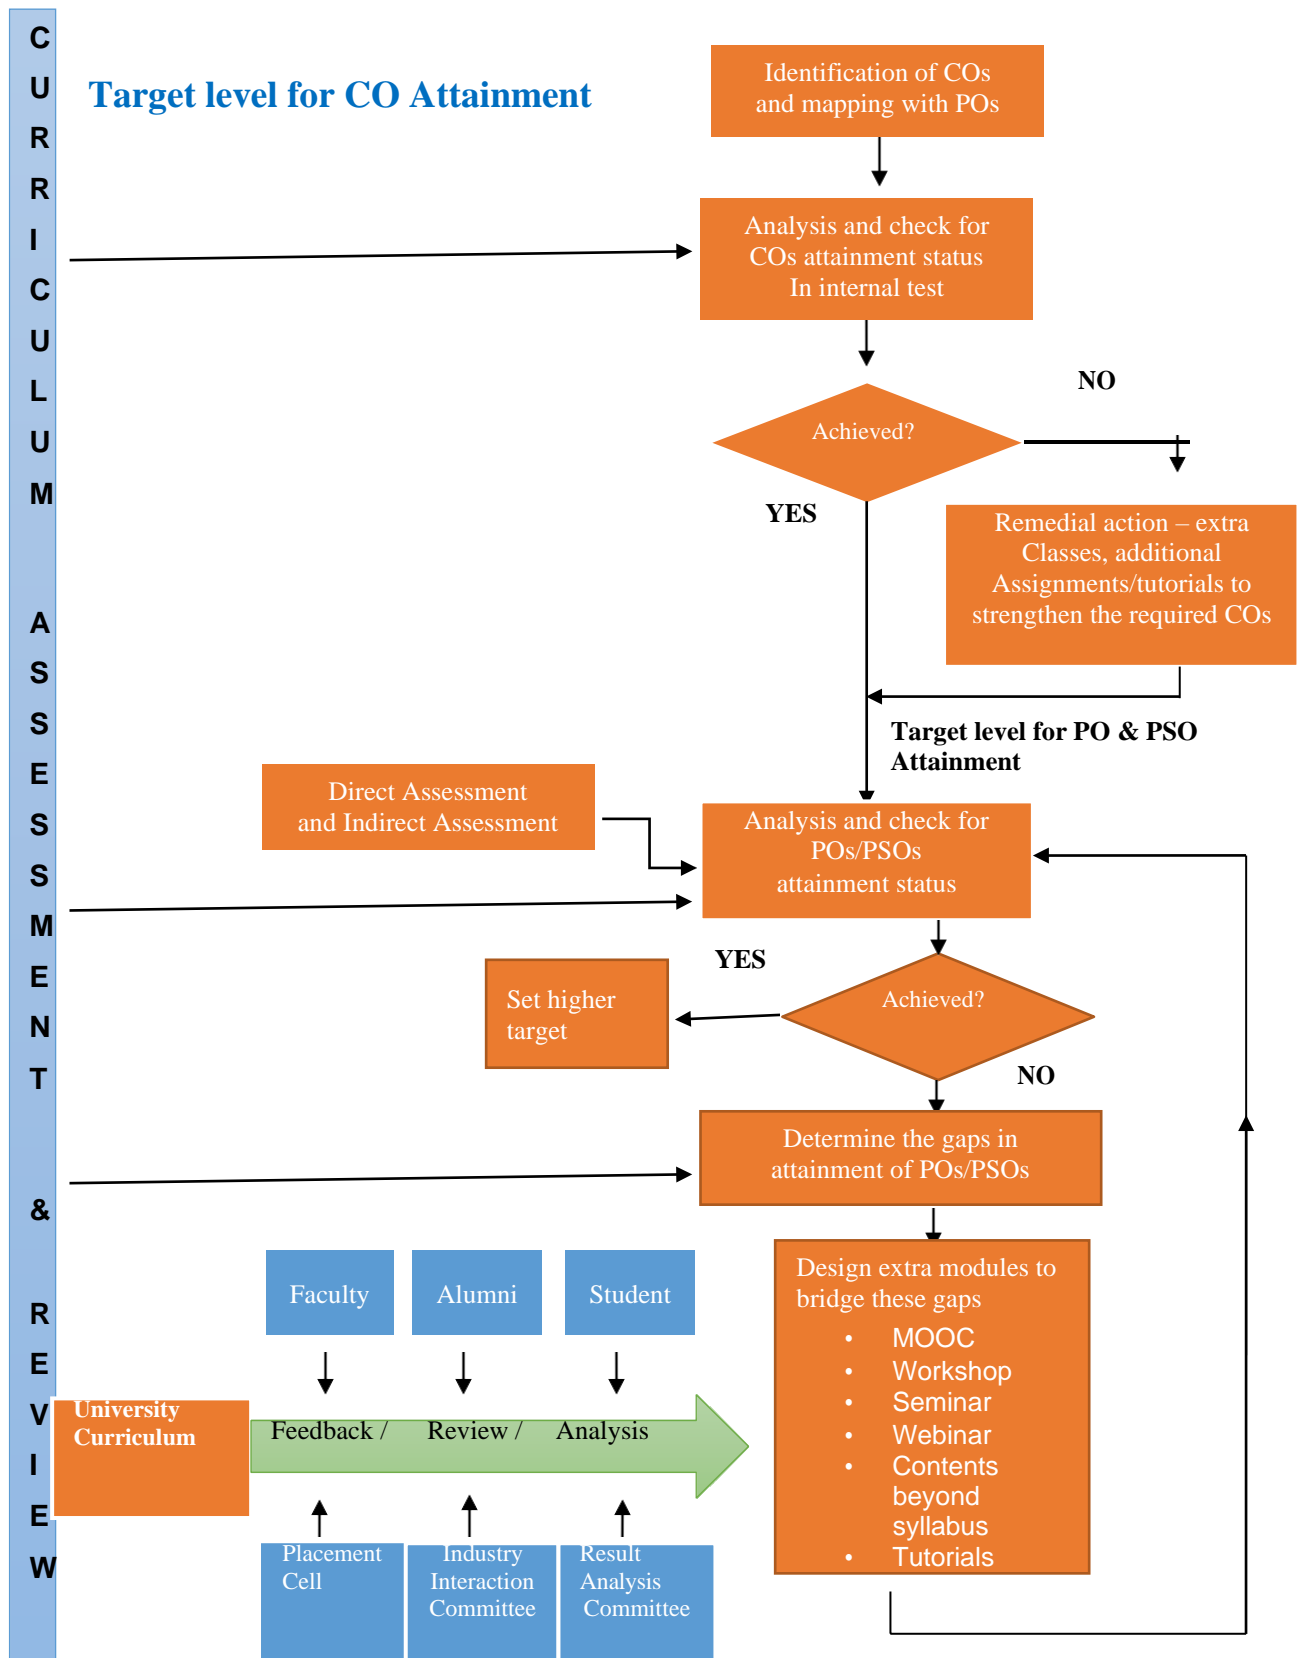 CURRICULUM ASSESSMENT & REVIEW
Target level for CO Attainment
Identification of COs
and mapping with POs
Analysis and check for
COs attainment status
In internal test
Achieved?
NO
YES
Remedial action – extra
Classes, additional
Assignments/tutorials to
strengthen the required COs
Target level for PO & PSO
Attainment
Direct Assessment
and Indirect Assessment
Analysis and check for
POs/PSOs
attainment status
YES
Set higher
target
Achieved?
NO
Determine the gaps in
attainment of POs/PSOs
Design extra modules to
bridge these gaps
• MOOC
• Workshop
• Seminar
• Webinar
• Contents
beyond
syllabus
• Tutorials
Faculty
Alumni
Student
University
Curriculum
Feedback / Review / Analysis
Placement
Cell
Industry
Interaction
Committee
Result
Analysis
Committee